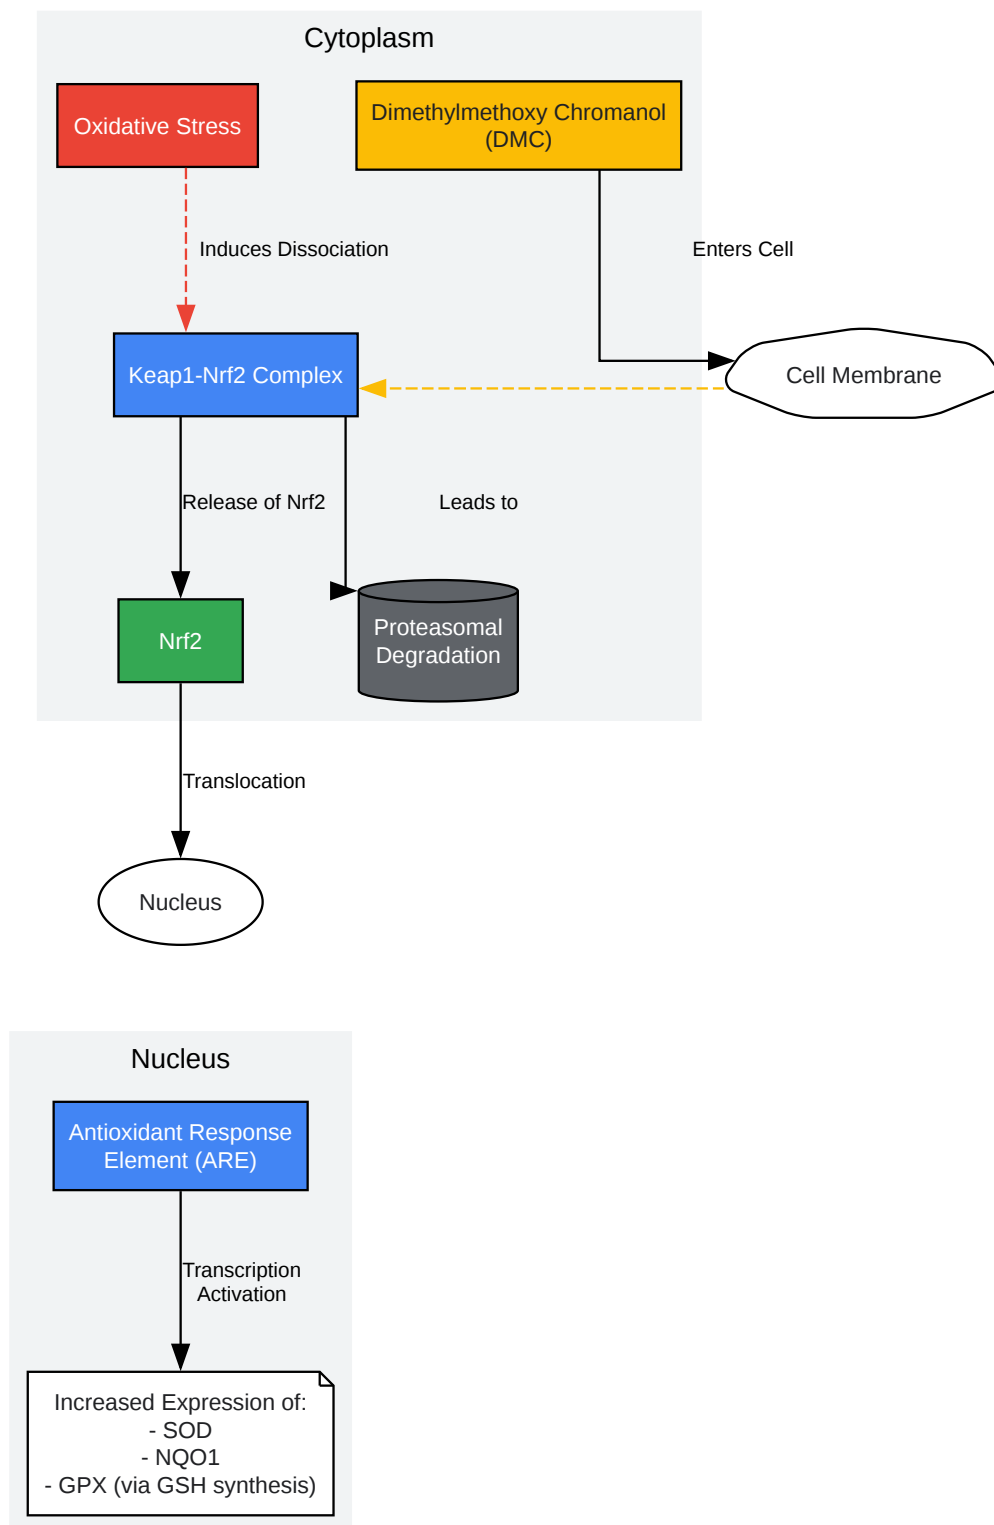 Cytoplasm
Oxidative Stress
Dimethylmethoxy Chromanol
(DMC)
Induces Dissociation
Enters Cell
Keap1-Nrf2 Complex
Cell Membrane
Release of Nrf2
Leads to
Nrf2
Proteasomal
Degradation
Translocation
Nucleus
Nucleus
Antioxidant Response
Element (ARE)
Transcription
Activation
Increased Expression of:
- SOD
- NQO1
- GPX (via GSH synthesis)